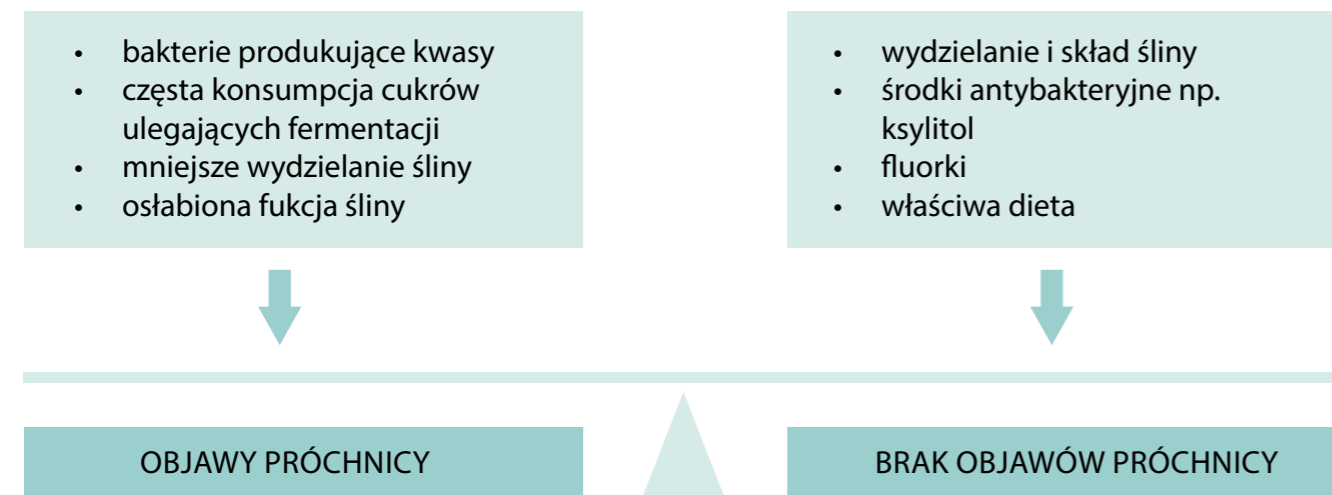 • bakterie produkujące kwasy
• częsta konsumpcja cukrów
ulegających fermentacji
• mniejsze wydzielanie śliny
• osłabiona fukcja śliny
• wydzielanie i skład śliny
• środki antybakteryjne np.
ksylitol
• fluorki
• właściwa dieta
OBJAWY PRÓCHNICY
BRAK OBJAWÓW PRÓCHNICY